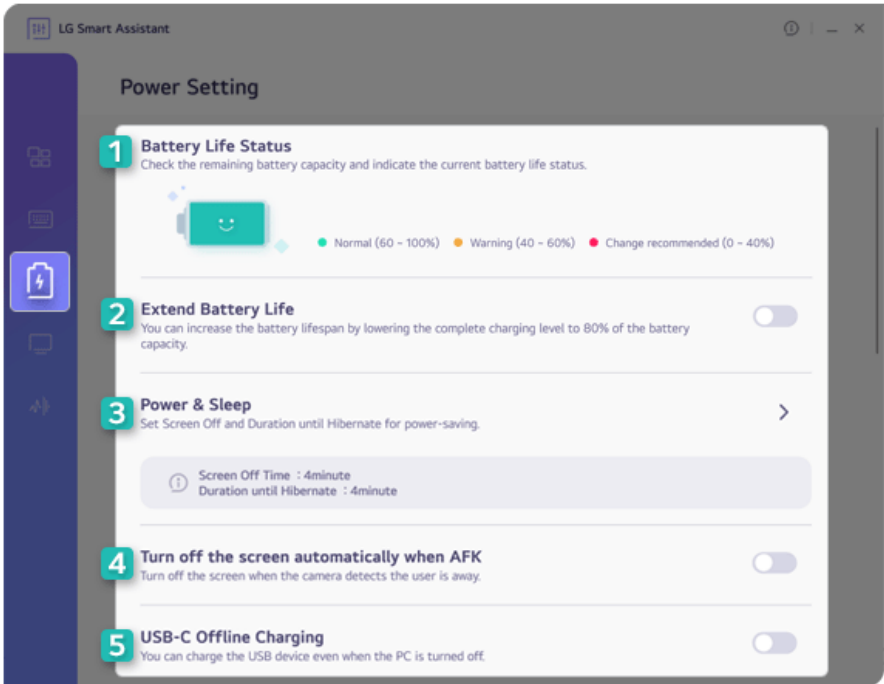 LG Smart Assistant
Power Setting
1 Battery Life Status
Check the remaining battery capacity and indicate the current battery life status.
Normal (60 ~ 100%) Warning (40 ~ 60%) Change recommended (0 ~ 40%)
2 Extend Battery Life
You can increase the battery lifespan by lowering the complete charging level to 80% of the battery
capacity.
3 Power & Sleep
Set Screen Off and Duration until Hibernate for power-saving.
Screen Off Time : 4minute
Duration until Hibernate : 4minute
4 Turn off the screen automatically when AFK
Turn off the screen when the camera detects the user is away.
5 USB-C Offline Charging
You can charge the USB device even when the PC is turned off.